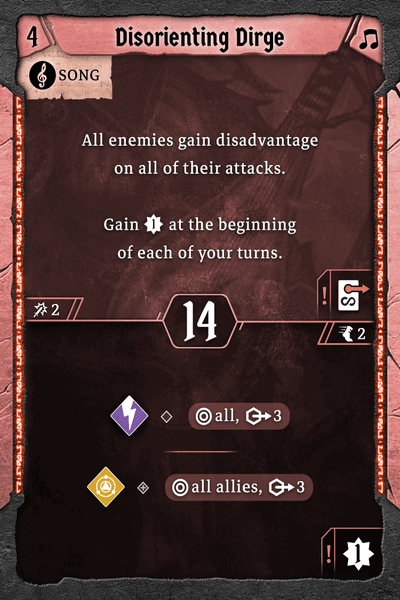 4
Disorienting Dirge
SONG
All enemies gain disadvantage
on all of their attacks.
Gain 1 at the beginning
of each of your turns.
!
2
14
2
all, 3
all allies, 3
! 1